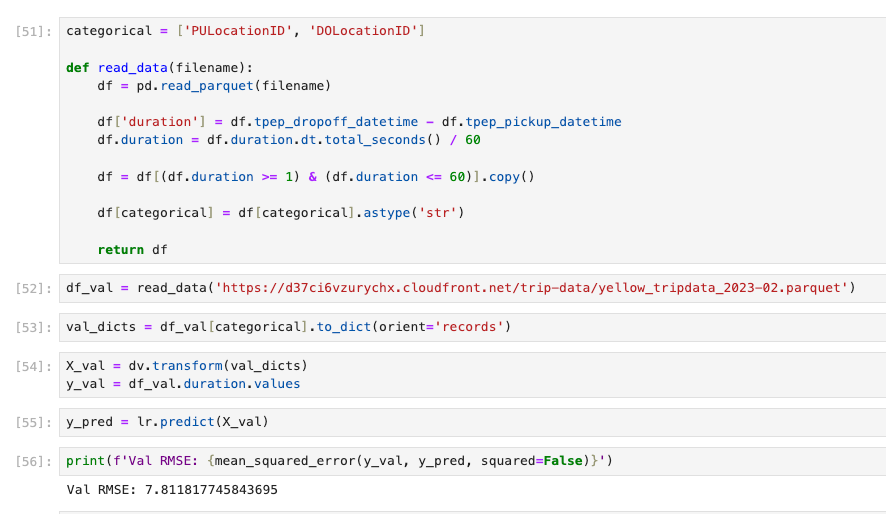 [51]: categorical = ['PULocationID', 'DOLocationID']
def read_data(filename):
df = pd.read_parquet(filename)
df['duration'] = df.tpep_dropoff_datetime - df.tpep_pickup_datetime
df.duration = df.duration.dt.total_seconds() / 60
df = df[(df.duration >= 1) & (df.duration <= 60)].copy()
df[categorical] = df[categorical].astype('str')
return df
[52]: df_val = read_data('https://d37ci6vzurychx.cloudfront.net/trip-data/yellow_tripdata_2023-02.parquet')
[53]: val_dicts = df_val[categorical].to_dict(orient='records')
[54]: X_val = dv.transform(val_dicts)
y_val = df_val.duration.values
[55]: y_pred = lr.predict(X_val)
[56]: print(f'Val RMSE: {mean_squared_error(y_val, y_pred, squared=False)}')
Val RMSE: 7.811817745843695